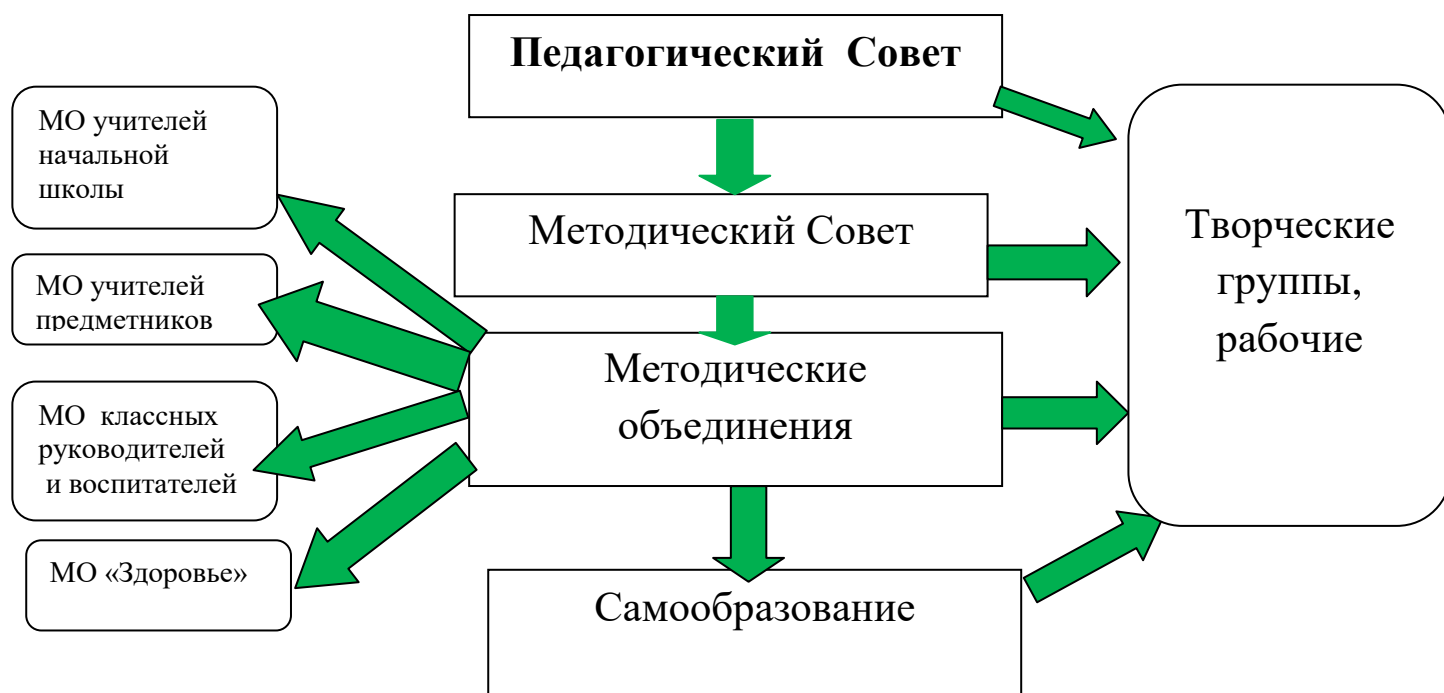 Педагогический Совет
МО учителей
начальной
школы
Методический Совет
Творческие
группы,
рабочие
МО учителей
предметников
Методические
объединения
МО классных
руководителей
и воспитателей
МО «Здоровье»
Самообразование